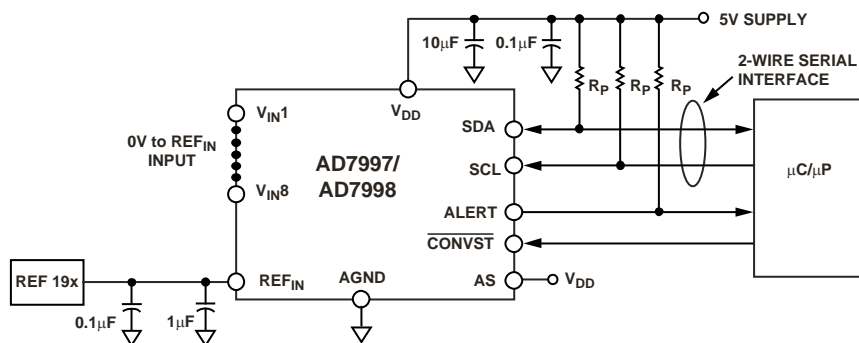 5V SUPPLY
10μF
0.1μF
RP
RP
RP
2-WIRE SERIAL
INTERFACE
VIN1
VDD
0V to REFIN
INPUT
SDA
AD7997/
AD7998
SCL
μC/μP
VIN8
ALERT
CONVST
REF 19x
REFIN
AGND
AS
VDD
0.1μF
1μF